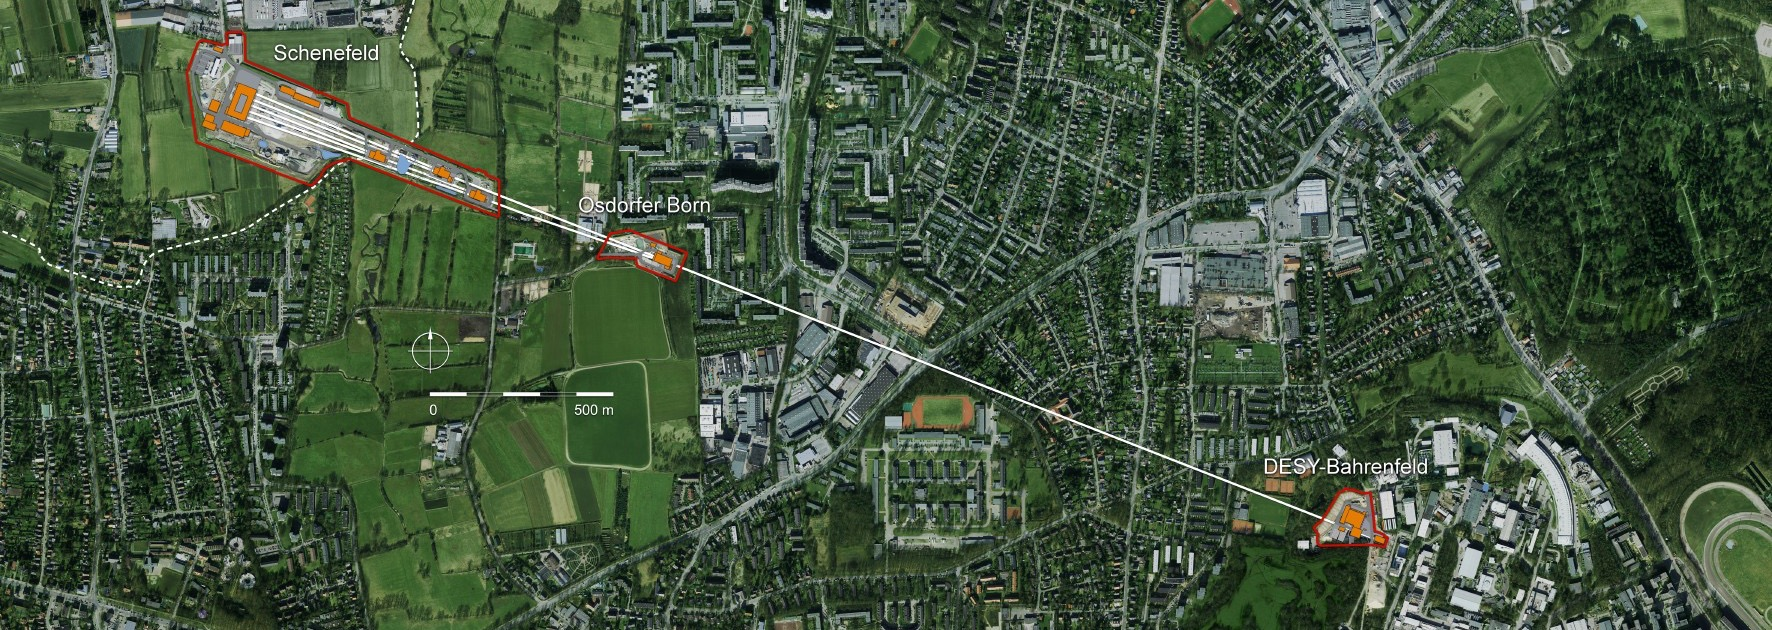 Schenefeld
Osdorfer Born
0 500 m
DESY-Bahrenfeld